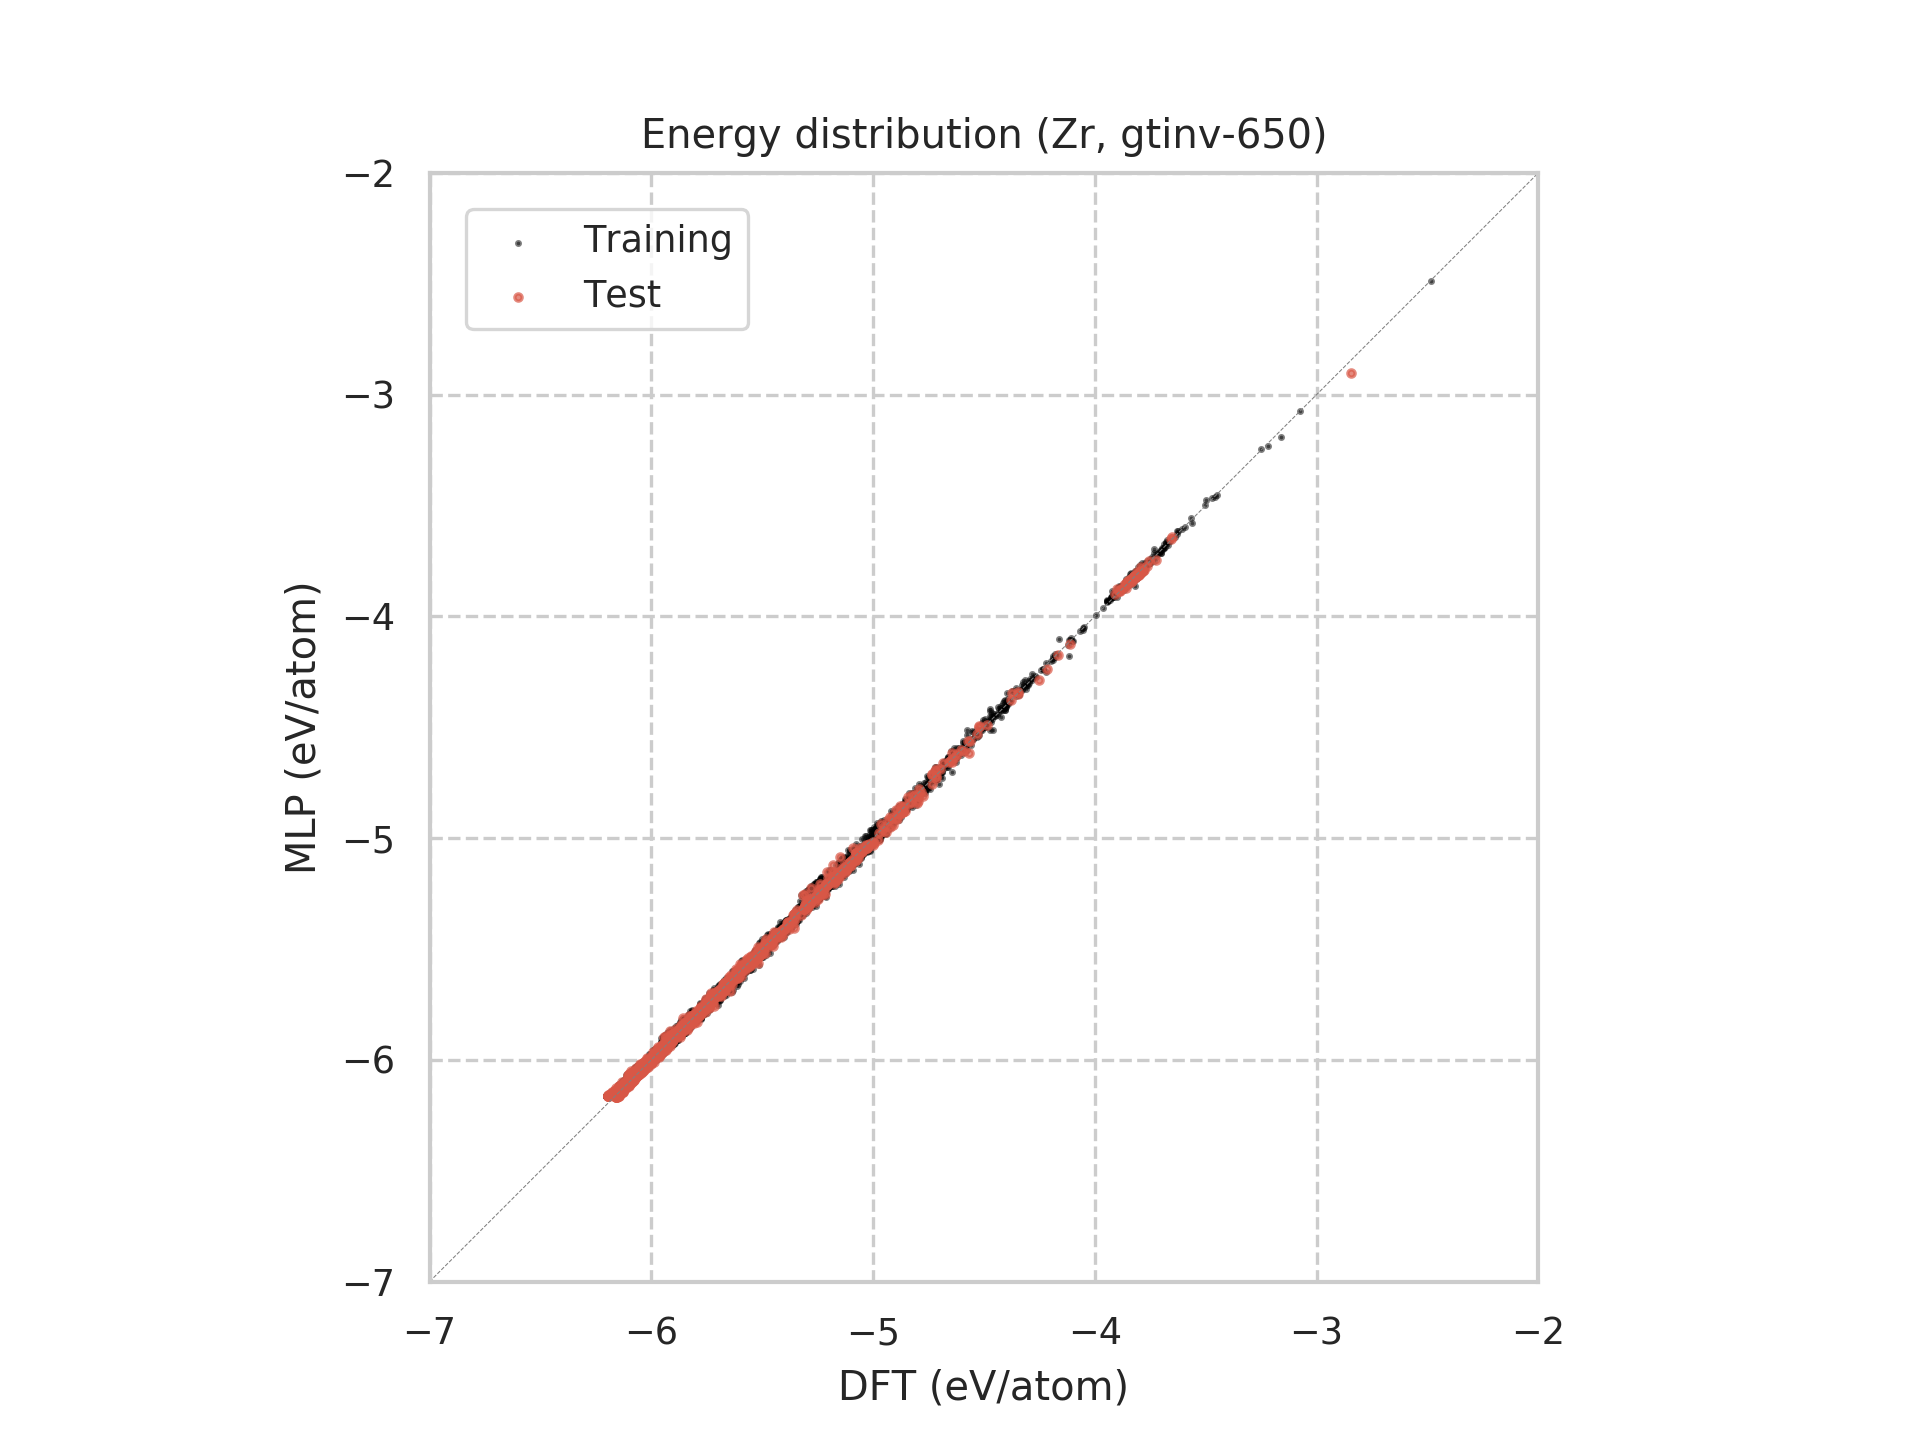 Energy distribution (Zr, gtinv-650)
−2
Training
Test
−3
−4
MLP (eV/atom)
−5
−6
−7
−7 −6 −5 −4 −3 −2
DFT (eV/atom)